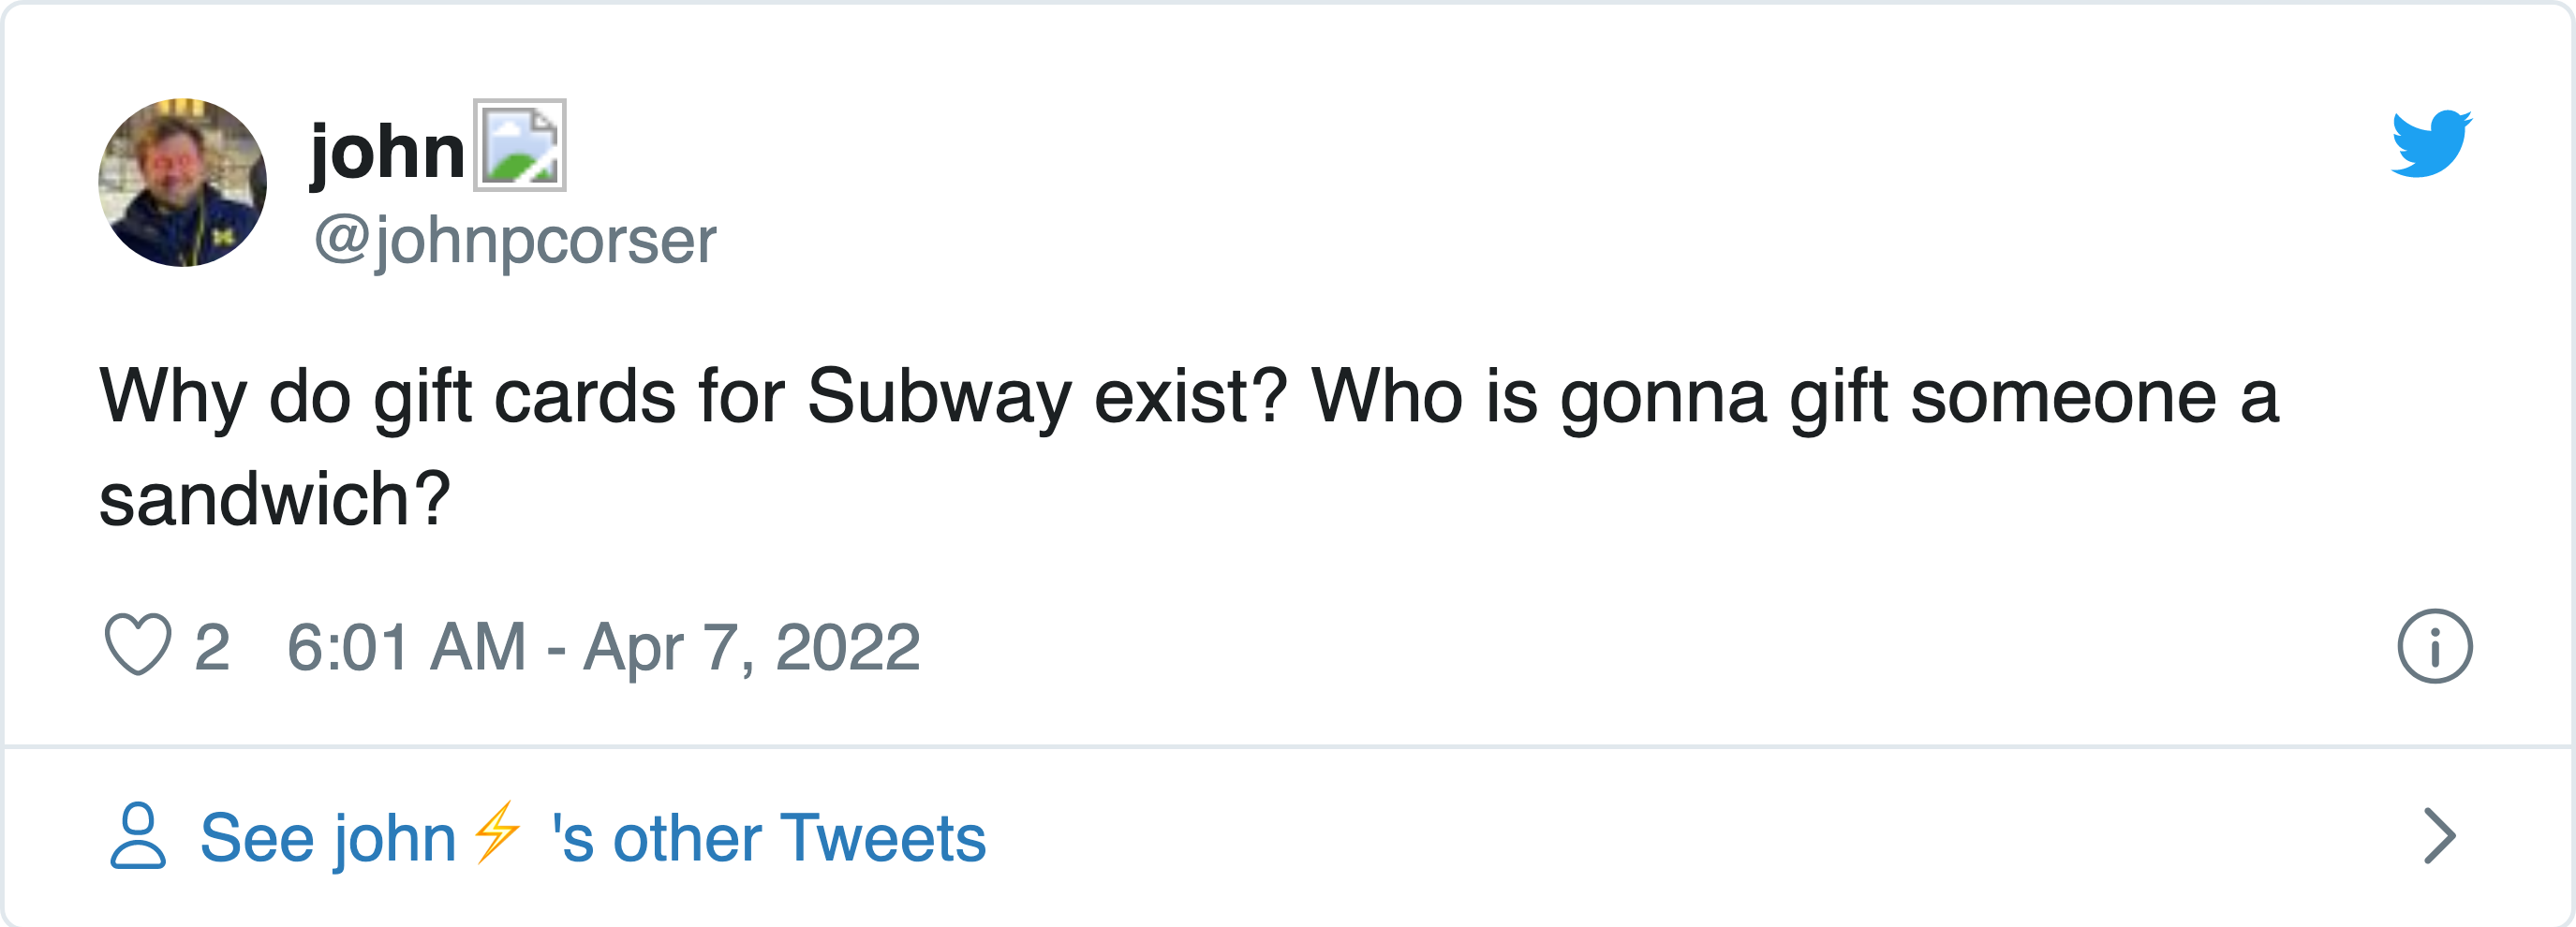 john
@johnpcorser
Why do gift cards for Subway exist? Who is gonna gift someone a
sandwich?
2 6:01 AM - Apr 7, 2022
See john⚡ 's other Tweets